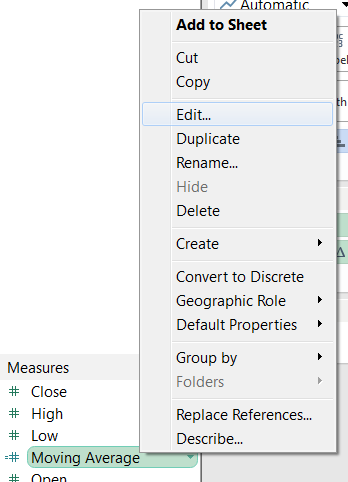 Automatic
Add to Sheet
Cut
Copy
Edit...
Duplicate
Rename...
Hide
Delete
Create
Convert to Discrete
Geographic Role
Default Properties
Group by
Folders
Replace References...
Describe...
Measures
Close
High
Low
Moving Average
Open